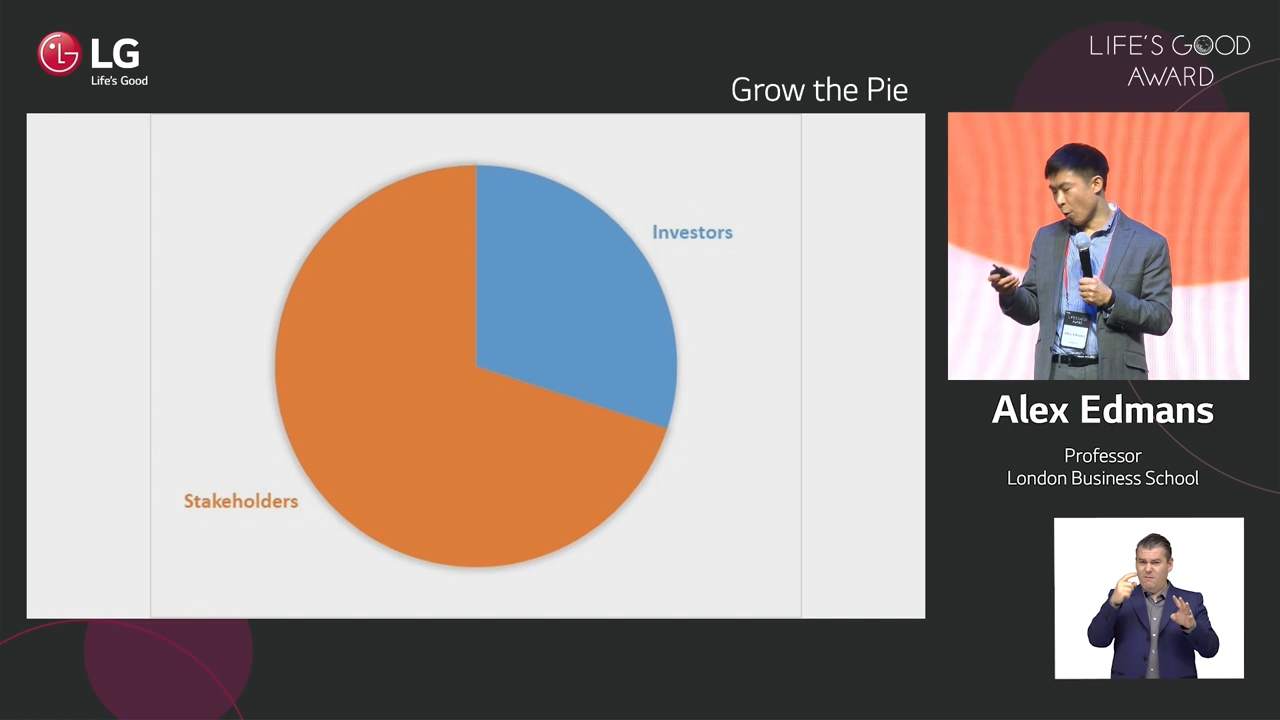 LG
Life's Good
LIFE'S GOOD
AWARD
Grow the Pie
Investors
Stakeholders
Alex Edmans
Professor
London Business School